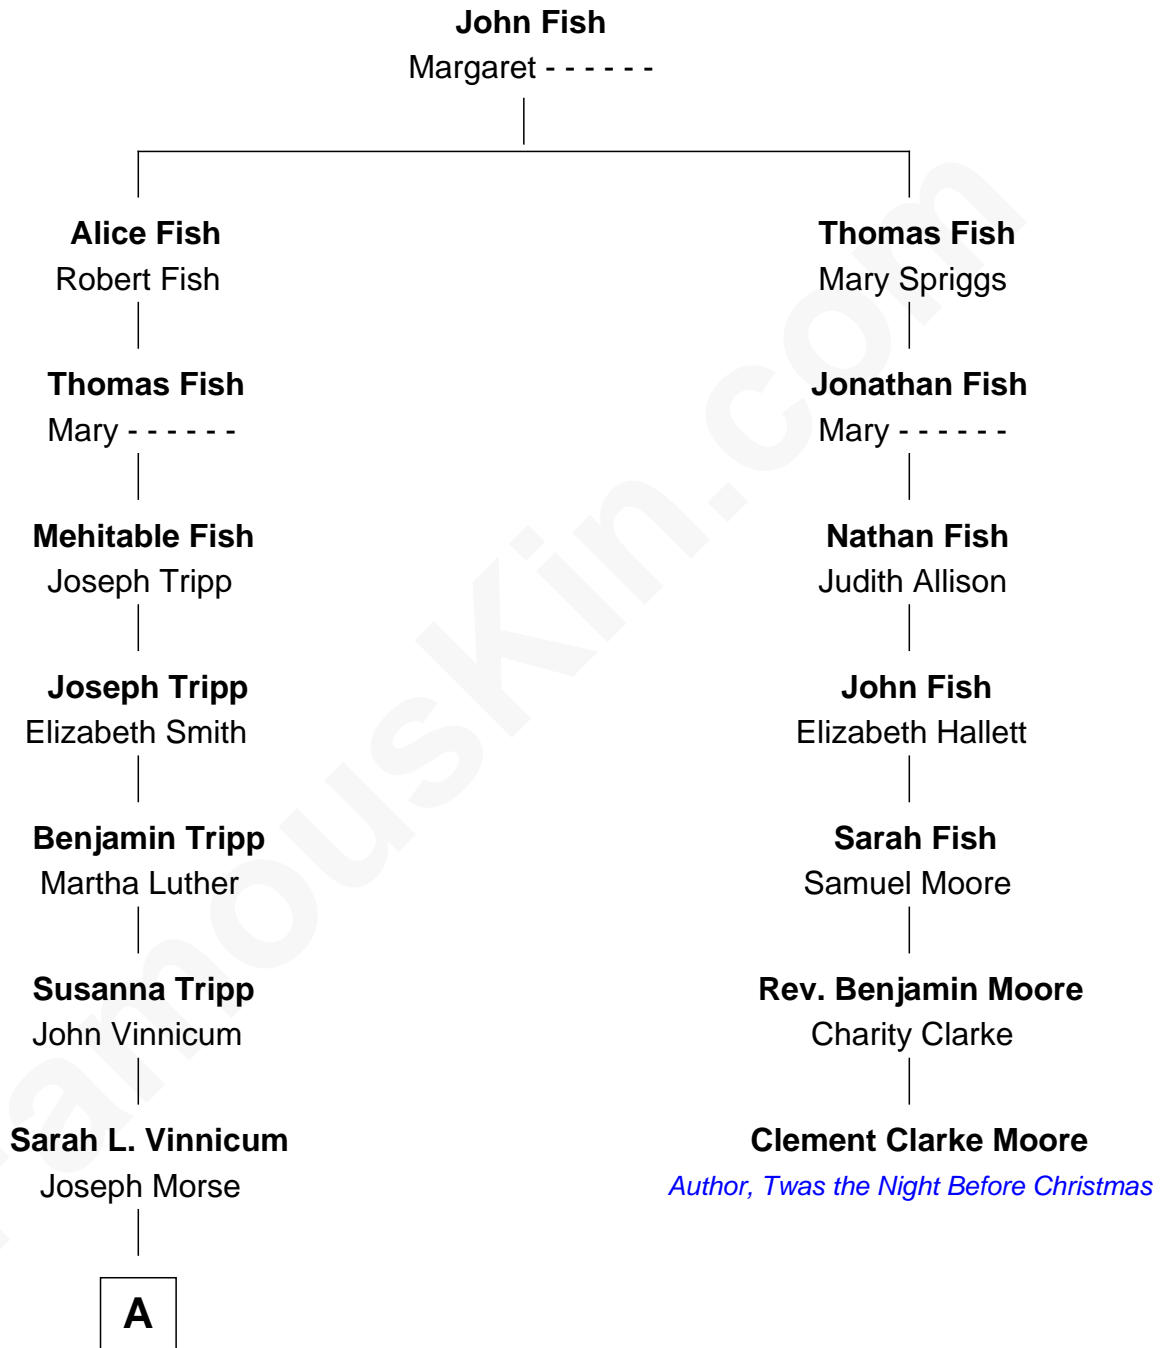 John Fish
Margaret - - - - - -
Alice Fish
Robert Fish
Thomas Fish
Mary Spriggs
Thomas Fish
Mary - - - - - -
Jonathan Fish
Mary - - - - - -
Mehitable Fish
Joseph Tripp
Nathan Fish
Judith Allison
Joseph Tripp
Elizabeth Smith
John Fish
Elizabeth Hallett
Benjamin Tripp
Martha Luther
Sarah Fish
Samuel Moore
Susanna Tripp
John Vinnicum
Rev. Benjamin Moore
Charity Clarke
Sarah L. Vinnicum
Joseph Morse
Clement Clarke Moore
Author, Twas the Night Before Christmas
A
FamousKin.com